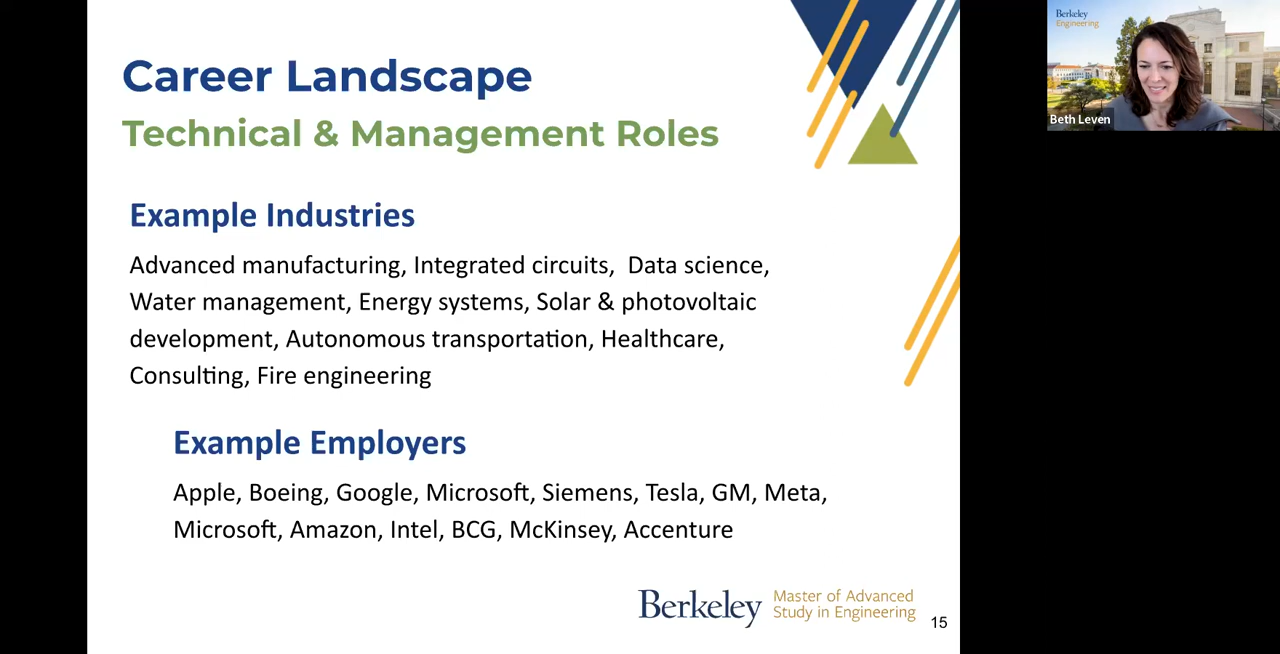 Career Landscape
Technical & Management Roles
Example Industries
Advanced manufacturing, Integrated circuits,  Data science,
Water management, Energy systems, Solar & photovoltaic
development, Autonomous transportation, Healthcare,
Consulting, Fire engineering
Example Employers
Apple, Boeing, Google, Microsoft, Siemens, Tesla, GM, Meta,
Microsoft, Amazon, Intel, BCG, McKinsey, Accenture
Berkeley
Master of Advanced
Study in Engineering
15
Berkeley
Engineering
Beth Leven